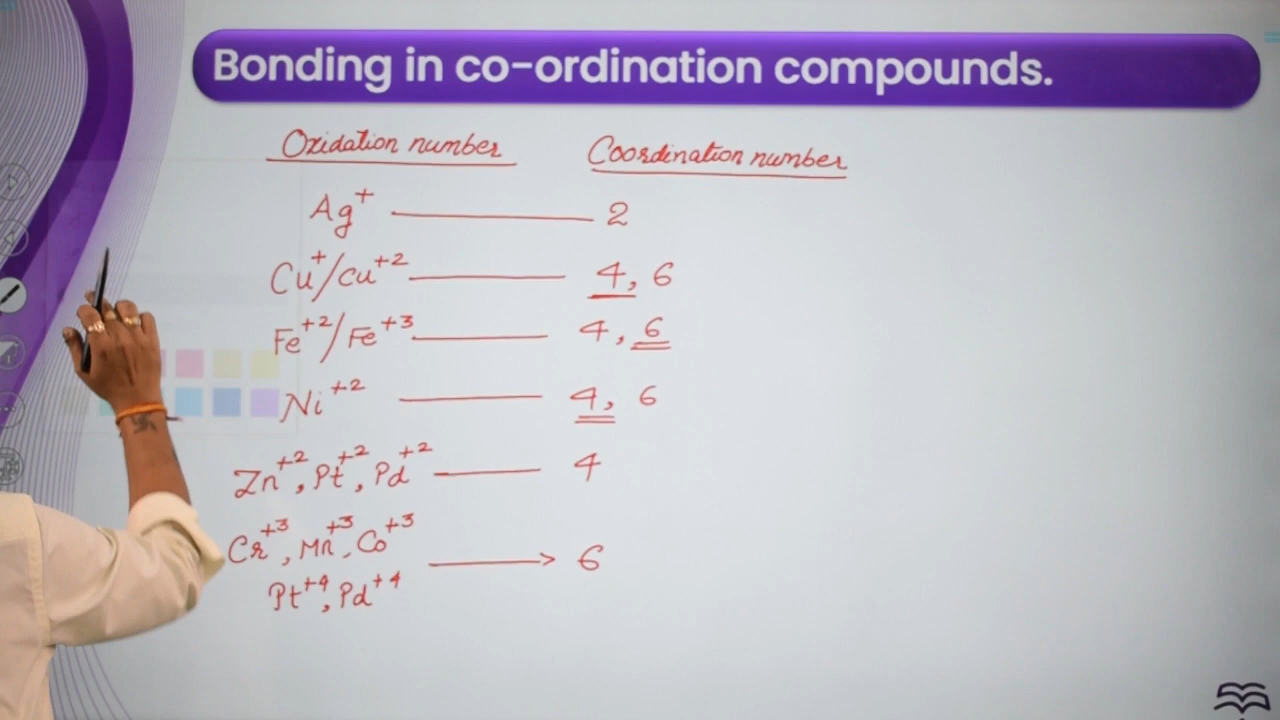 Bonding in co-ordination compounds.
Oxidation number Coordination number
Ag⁺ 2
Cu⁺/cu⁺² 4, 6
Fe⁺²/Fe⁺³ 4, 6
Ni⁺² 4, 6
Zn⁺², Pt⁺², Pd⁺² 4
Cr⁺³, Mn⁺³, Co⁺³ → 6
Pt⁺⁴, Pd⁺⁴